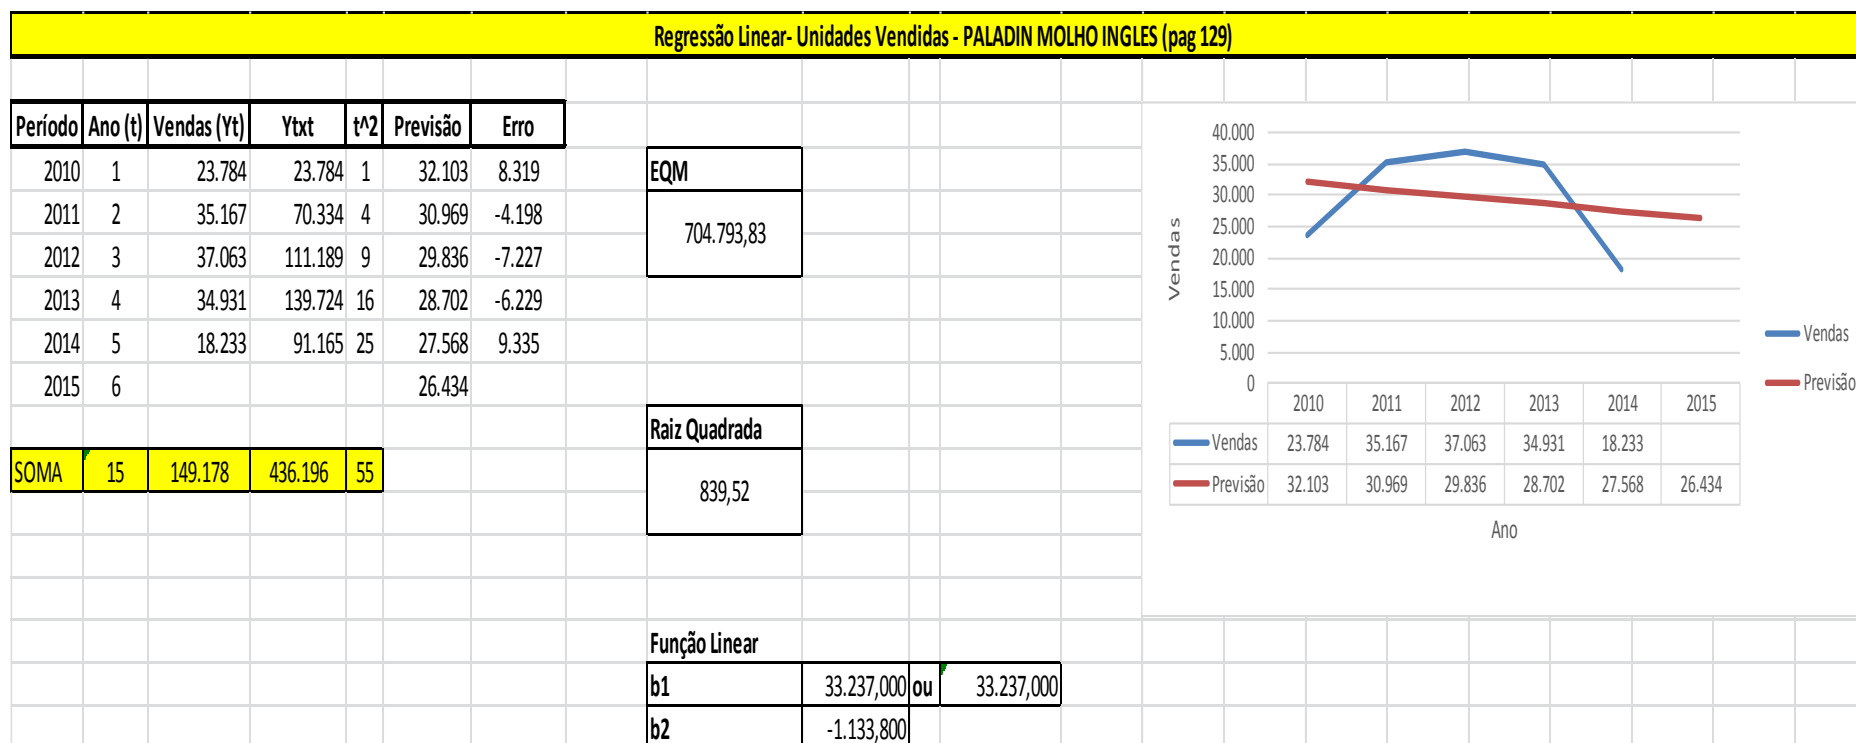 Regressão Linear- Unidades Vendidas - PALADIN MOLHO INGLES (pag 129)
Período Ano (t) Vendas (Yt) Ytxt t^2 Previsão Erro
2010 1 23.784 23.784 1 32.103 8.319
2011 2 35.167 70.334 4 30.969 -4.198
2012 3 37.063 111.189 9 29.836 -7.227
2013 4 34.931 139.724 16 28.702 -6.229
2014 5 18.233 91.165 25 27.568 9.335
2015 6 26.434
SOMA 15 149.178 436.196 55
EQM
704.793,83
Raiz Quadrada
839,52
Função Linear
b1 33.237,000 ou 33.237,000
b2 -1.133,800
Vendas
40.000
35.000
30.000
25.000
20.000
15.000
10.000
5.000
0
2010 2011 2012 2013 2014 2015
Vendas 23.784 35.167 37.063 34.931 18.233
Previsão 32.103 30.969 29.836 28.702 27.568 26.434
Ano
Vendas
Previsão